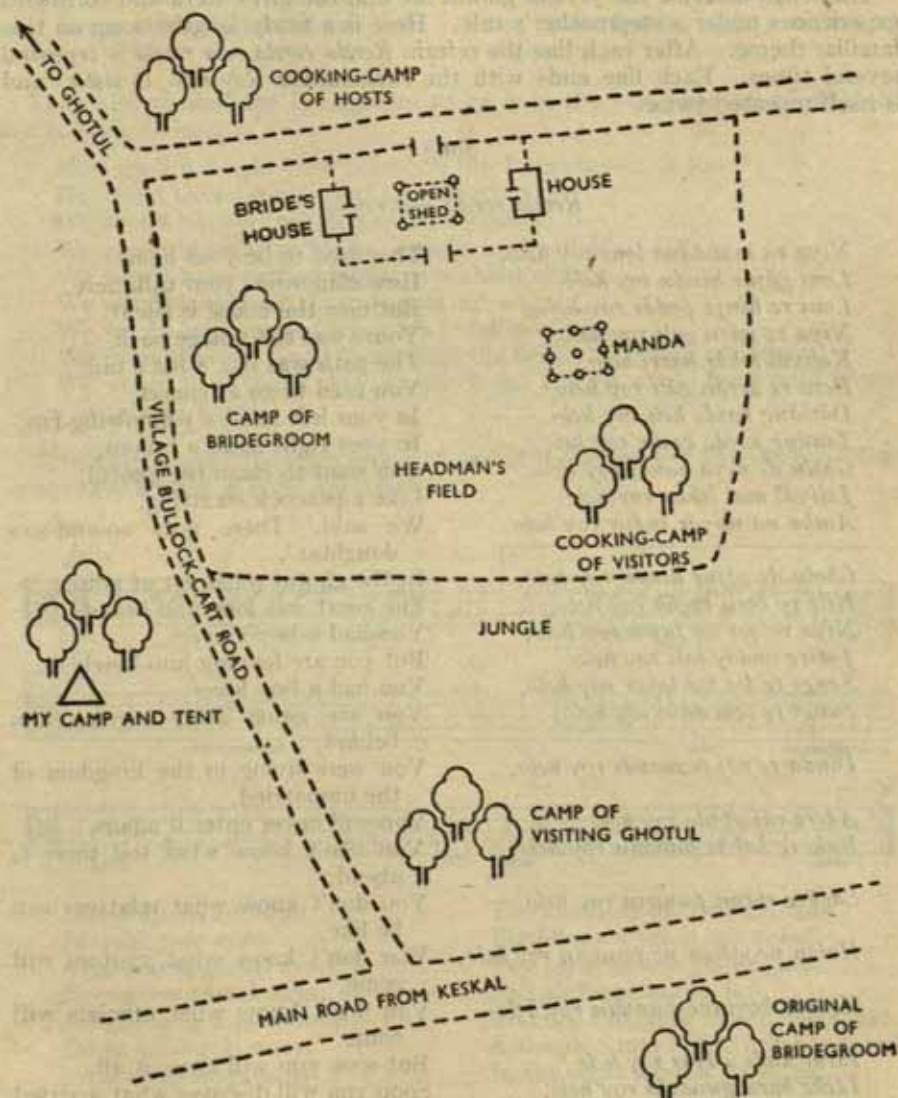 TO GHOTUL
COOKING-CAMP
OF HOSTS
BRIDE'S
HOUSE
OPEN
SHED
HOUSE
MANDA
CAMP OF
BRIDEGROOM
HEADMAN'S
FIELD
COOKING-CAMP
OF VISITORS
VILLAGE BULLOCK-CART ROAD
JUNGLE
MY CAMP AND TENT
CAMP OF
VISITING GHOTUL
MAIN ROAD FROM KESKAL
ORIGINAL
CAMP OF
BRIDEGROOM